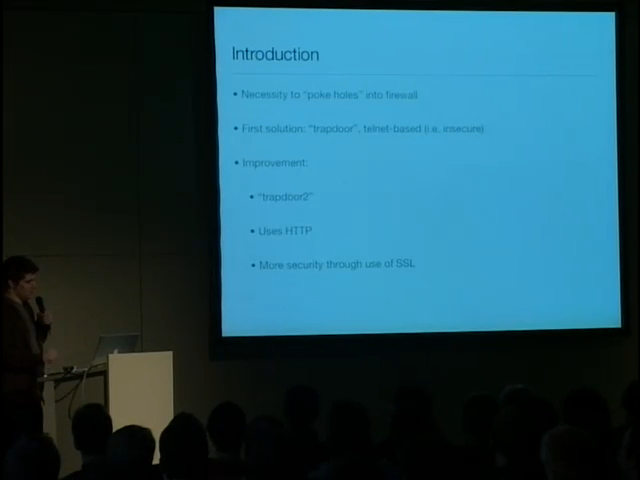 Introduction
• Necessity to "poke holes" into firewall
• First solution: "trapdoor", telnet-based (i.e. insecure)
• Improvement:
• "trapdoor2"
• Uses HTTP
• More security through use of SSL